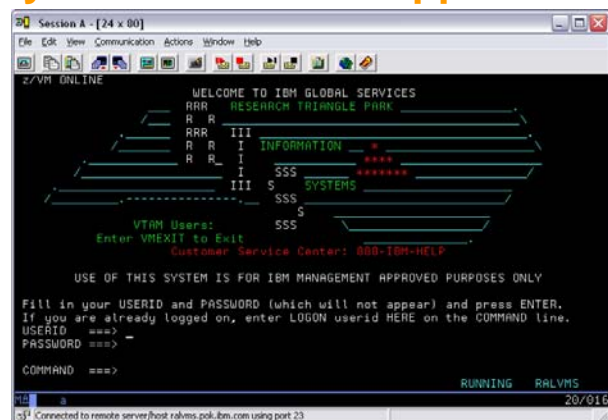 Session A - [24 x 80]
File Edit View Communication Actions Window Help
z/VM ONLINE
WELCOME TO IBM GLOBAL SERVICES
RRR RESEARCH TRIANGLE PARK
R R
RRR III
R R I INFORMATION *
R R_ I ****
I SSS *******
III S SYSTEMS
SSS
S
VTAM Users: SSS
Enter VMEXIT to Exit
Customer Service Center: 888-IBM-HELP
USE OF THIS SYSTEM IS FOR IBM MANAGEMENT APPROVED PURPOSES ONLY
Fill in your USERID and PASSWORD (which will not appear) and press ENTER.
If you are already logged on, enter LOGON userid HERE on the COMMAND line.
USERID ===>
PASSWORD ===>
COMMAND ===>
RUNNING RALVMS
MA a 20/016
Connected to remote server/host ralvms.pok.ibm.com using port 23